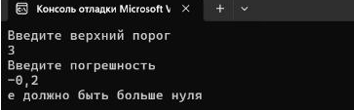 Консоль отладки Microsoft V
Введите верхний порог
3
Введите погрешность
-0,2
е должно быть больше нуля